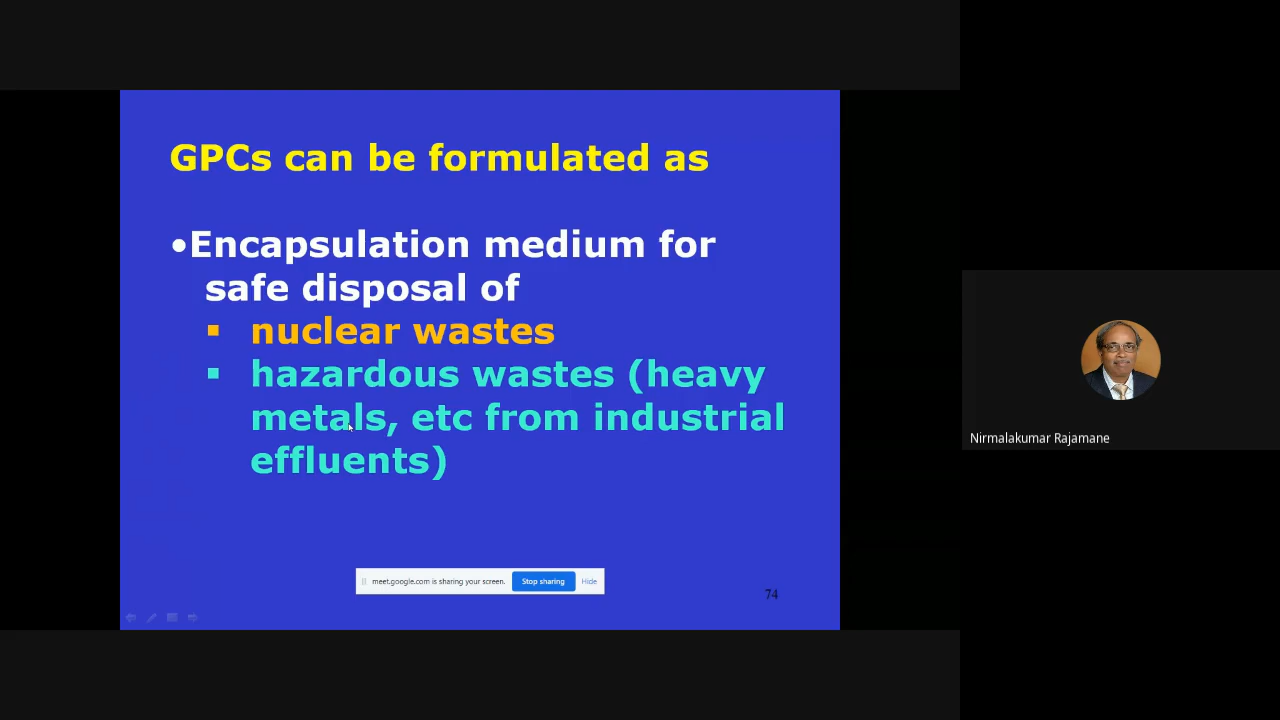 GPCs can be formulated as
•Encapsulation medium for
safe disposal of
▪ nuclear wastes
▪ hazardous wastes (heavy
metals, etc from industrial
effluents)
meet.google.com is sharing your screen. Stop sharing Hide
74
Nirmalakumar Rajamane